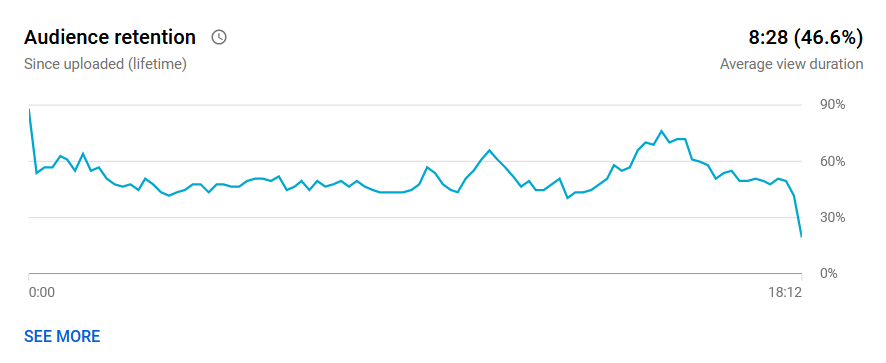 Audience retention
8:28 (46.6%)
Since uploaded (lifetime)
Average view duration
90%
60%
30%
0%
0:00
18:12
SEE MORE